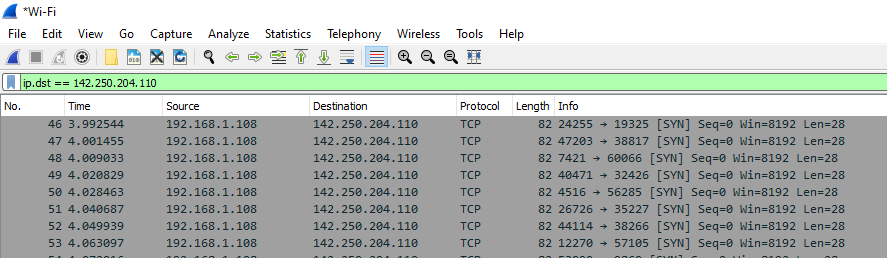 *Wi-Fi
File Edit View Go Capture Analyze Statistics Telephony Wireless Tools Help
ip.dst == 142.250.204.110
No. Time Source Destination Protocol Length Info
46 3.992544 192.168.1.108 142.250.204.110 TCP 82 24255 → 19325 [SYN] Seq=0 Win=8192 Len=28
47 4.001455 192.168.1.108 142.250.204.110 TCP 82 47203 → 38817 [SYN] Seq=0 Win=8192 Len=28
48 4.009033 192.168.1.108 142.250.204.110 TCP 82 7421 → 60066 [SYN] Seq=0 Win=8192 Len=28
49 4.020829 192.168.1.108 142.250.204.110 TCP 82 40471 → 32426 [SYN] Seq=0 Win=8192 Len=28
50 4.028463 192.168.1.108 142.250.204.110 TCP 82 4516 → 56285 [SYN] Seq=0 Win=8192 Len=28
51 4.040687 192.168.1.108 142.250.204.110 TCP 82 26726 → 35227 [SYN] Seq=0 Win=8192 Len=28
52 4.049939 192.168.1.108 142.250.204.110 TCP 82 44114 → 38266 [SYN] Seq=0 Win=8192 Len=28
53 4.063097 192.168.1.108 142.250.204.110 TCP 82 12270 → 57105 [SYN] Seq=0 Win=8192 Len=28